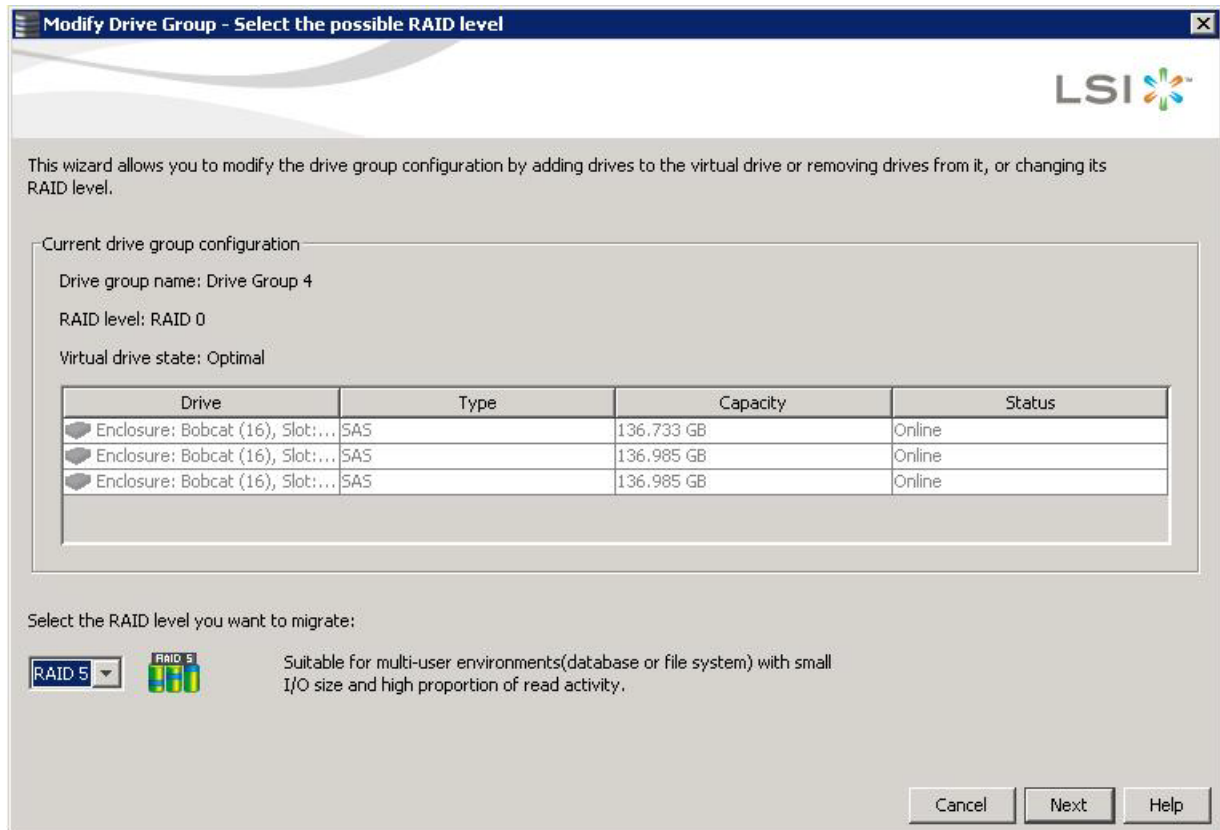 Modify Drive Group - Select the possible RAID level
LSI
This wizard allows you to modify the drive group configuration by adding drives to the virtual drive or removing drives from it, or changing its
RAID level.
Current drive group configuration
Drive group name: Drive Group 4
RAID level: RAID 0
Virtual drive state: Optimal
Drive Type Capacity Status
Enclosure: Bobcat (16), Slot:... SAS 136.733 GB Online
Enclosure: Bobcat (16), Slot:... SAS 136.985 GB Online
Enclosure: Bobcat (16), Slot:... SAS 136.985 GB Online
Select the RAID level you want to migrate:
RAID 5
RAID 5
Suitable for multi-user environments(database or file system) with small
I/O size and high proportion of read activity.
Cancel Next Help